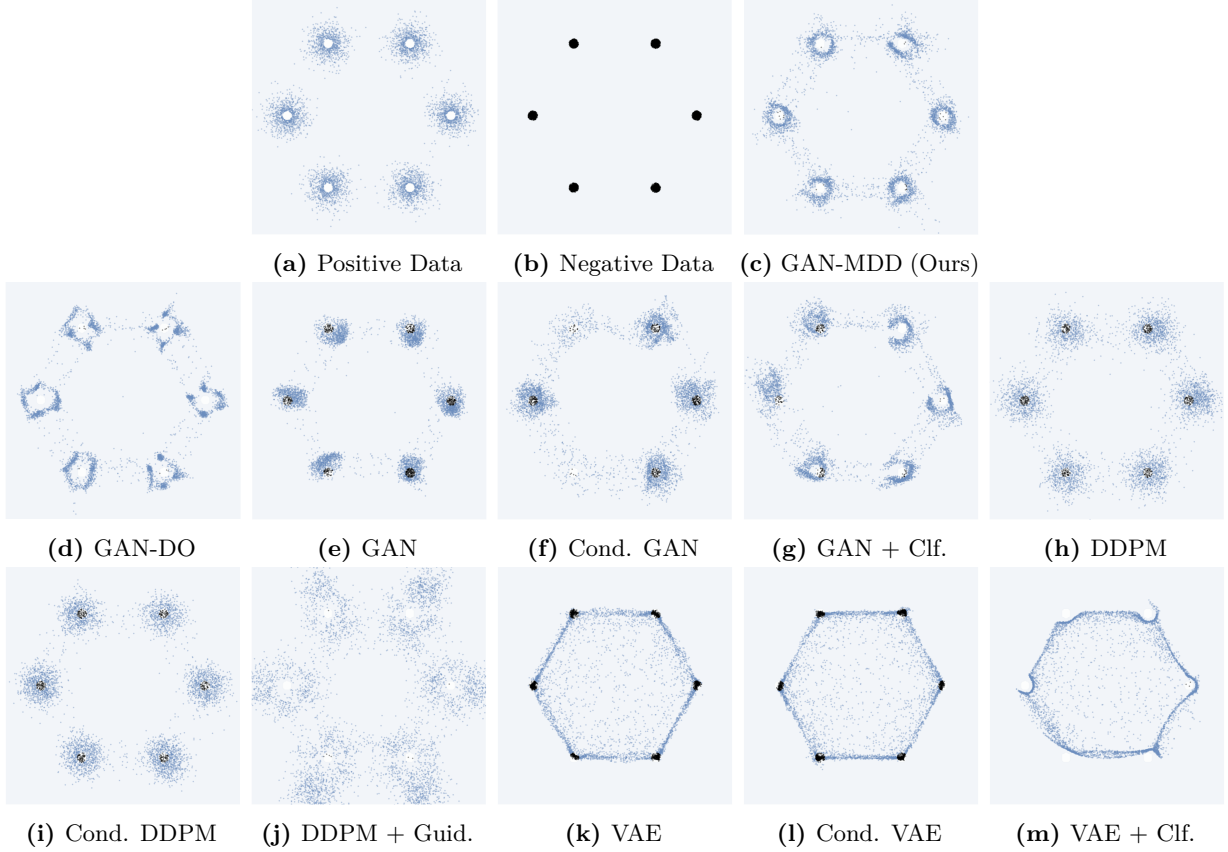 (a) Positive Data
(b) Negative Data
(c) GAN-MDD (Ours)
(d) GAN-DO
(e) GAN
(f) Cond. GAN
(g) GAN + Clf.
(h) DDPM
(i) Cond. DDPM
(j) DDPM + Guid.
(k) VAE
(l) Cond. VAE
(m) VAE + Clf.